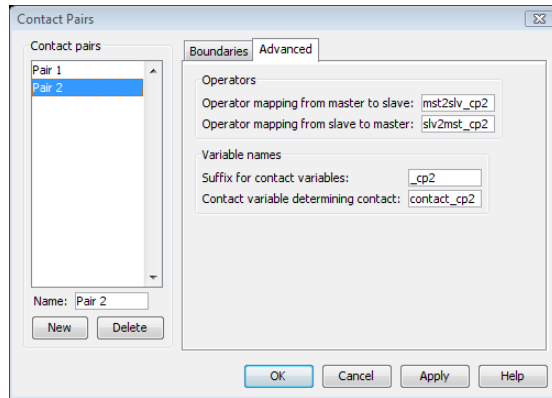 Contact Pairs
Contact pairs
Pair 1
Pair 2
Name: Pair 2
New Delete
Boundaries Advanced
Operators
Operator mapping from master to slave: mst2slv_cp2
Operator mapping from slave to master: slv2mst_cp2
Variable names
Suffix for contact variables: _cp2
Contact variable determining contact: contact_cp2
OK Cancel Apply Help